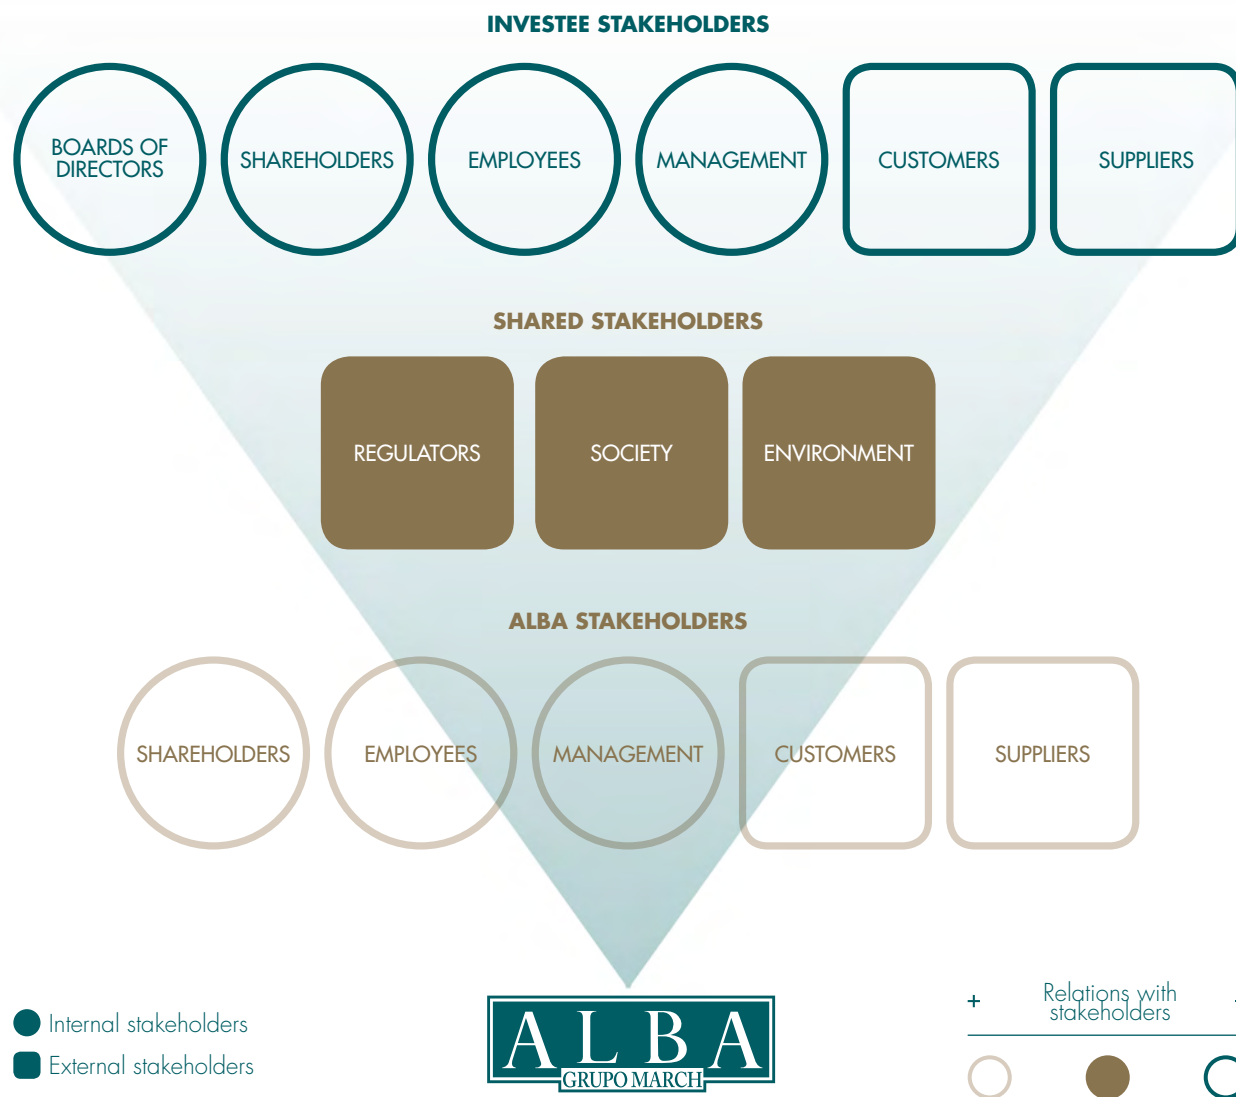 INVESTEE STAKEHOLDERS
BOARDS OF
DIRECTORS
SHAREHOLDERS
EMPLOYEES
MANAGEMENT
CUSTOMERS
SUPPLIERS
SHARED STAKEHOLDERS
REGULATORS
SOCIETY
ENVIRONMENT
ALBA STAKEHOLDERS
SHAREHOLDERS
EMPLOYEES
MANAGEMENT
CUSTOMERS
SUPPLIERS
Internal stakeholders
External stakeholders
ALBA
GRUPO MARCH
+ Relations with -
stakeholders